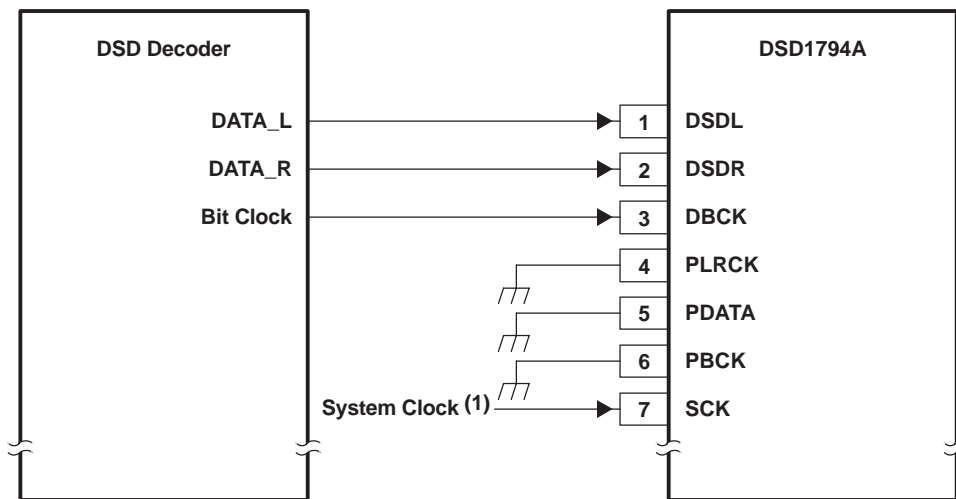 DSD Decoder
DSD1794A
DATA_L
1
DSDL
DATA_R
2
DSDR
Bit Clock
3
DBCK
4
PLRCK
5
PDATA
6
PBCK
System Clock (1)
7
SCK